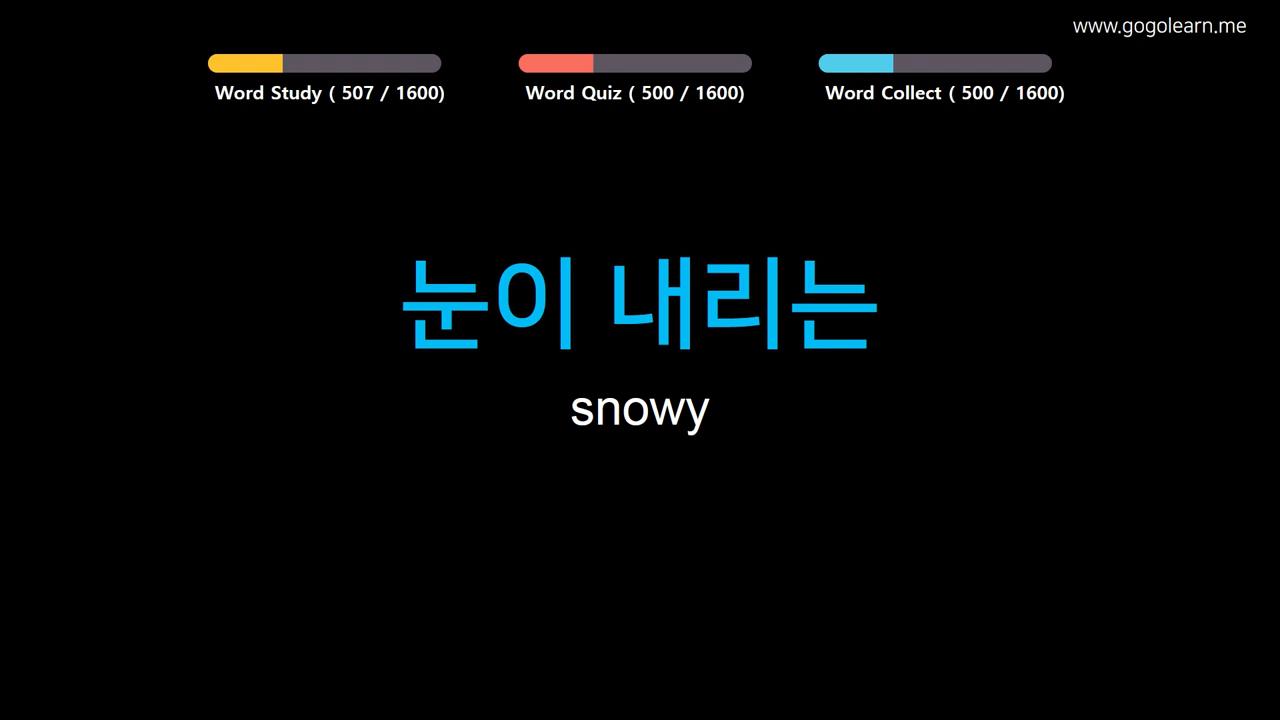 www.gogolearn.me
Word Study ( 507 / 1600)
Word Quiz ( 500 / 1600)
Word Collect ( 500 / 1600)
눈이 내리는
snowy